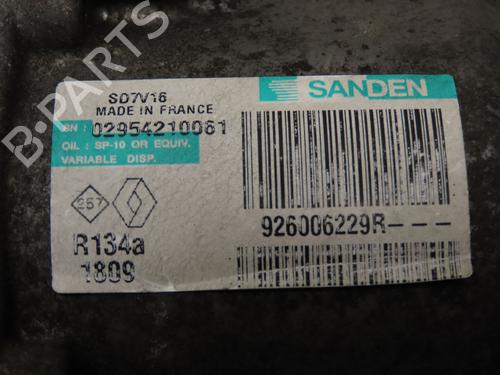 SANDEN
SD7V16
MADE IN FRANCE
SN : 02954210061
OIL : SP-10 OR EQUIV.
VARIABLE DISP.
257
R134a
1809
926006229R---
B-PARTS